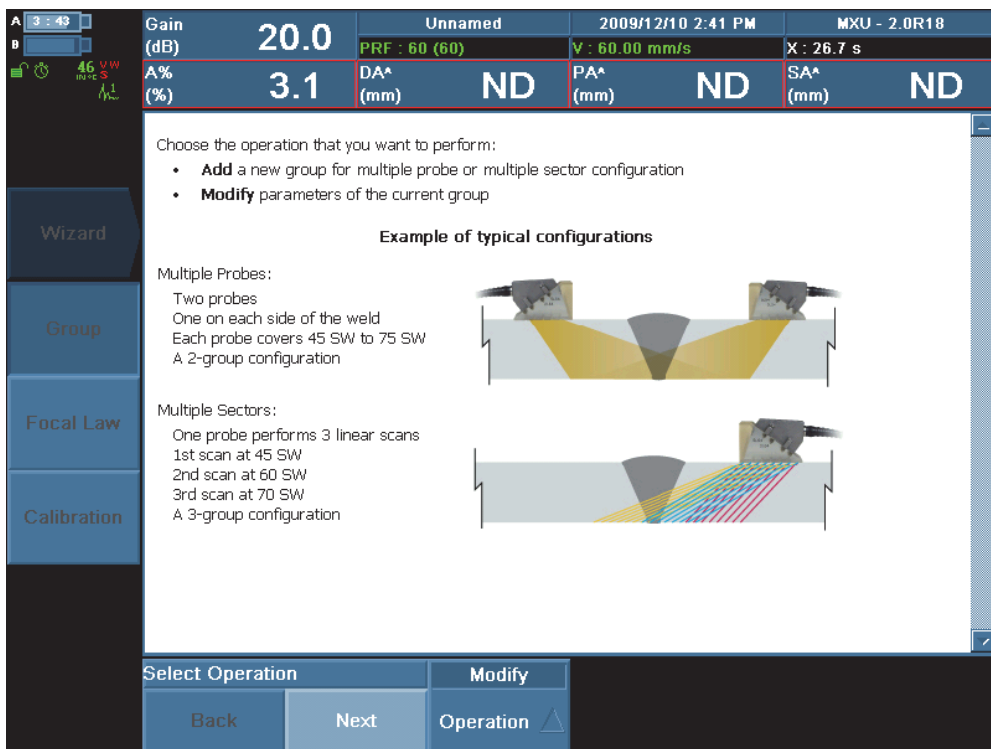 A 3 : 43
B
46 V W
IN °C S
1
Gain
(dB)
20.0
Unnamed
2009/12/10 2:41 PM
MXU - 2.0R18
PRF : 60 (60)
V : 60.00 mm/s
X : 26.7 s
A%
(%)
3.1
DA^
(mm)
ND
PA^
(mm)
ND
SA^
(mm)
ND
Wizard
Group
Focal Law
Calibration
Choose the operation that you want to perform:
• Add a new group for multiple probe or multiple sector configuration
• Modify parameters of the current group
Example of typical configurations
Multiple Probes:
Two probes
One on each side of the weld
Each probe covers 45 SW to 75 SW
A 2-group configuration
Multiple Sectors:
One probe performs 3 linear scans
1st scan at 45 SW
2nd scan at 60 SW
3rd scan at 70 SW
A 3-group configuration
Select Operation
Modify
Back
Next
Operation